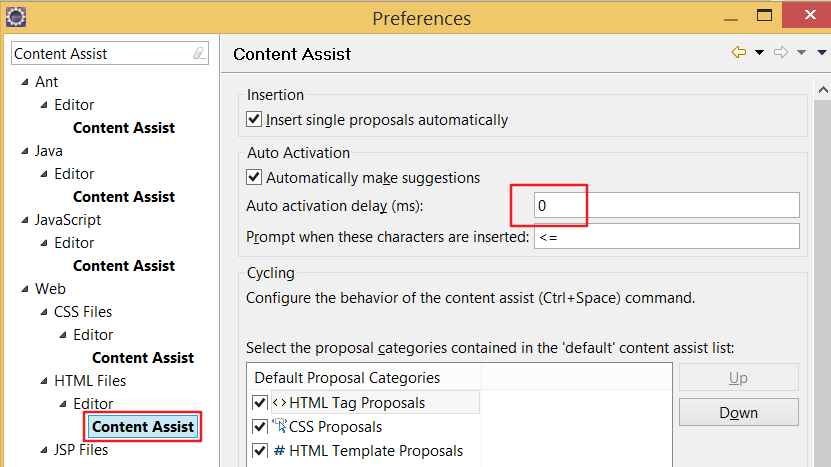 Preferences
Content Assist
Ant
Editor
Content Assist
Java
Editor
Content Assist
JavaScript
Editor
Content Assist
Web
CSS Files
Editor
Content Assist
HTML Files
Editor
Content Assist
JSP Files
Content Assist
Insertion
Insert single proposals automatically
Auto Activation
Automatically make suggestions
Auto activation delay (ms): 0
Prompt when these characters are inserted: <=
Cycling
Configure the behavior of the content assist (Ctrl+Space) command.
Select the proposal categories contained in the 'default' content assist list:
Default Proposal Categories
<> HTML Tag Proposals
CSS Proposals
# HTML Template Proposals
Up
Down